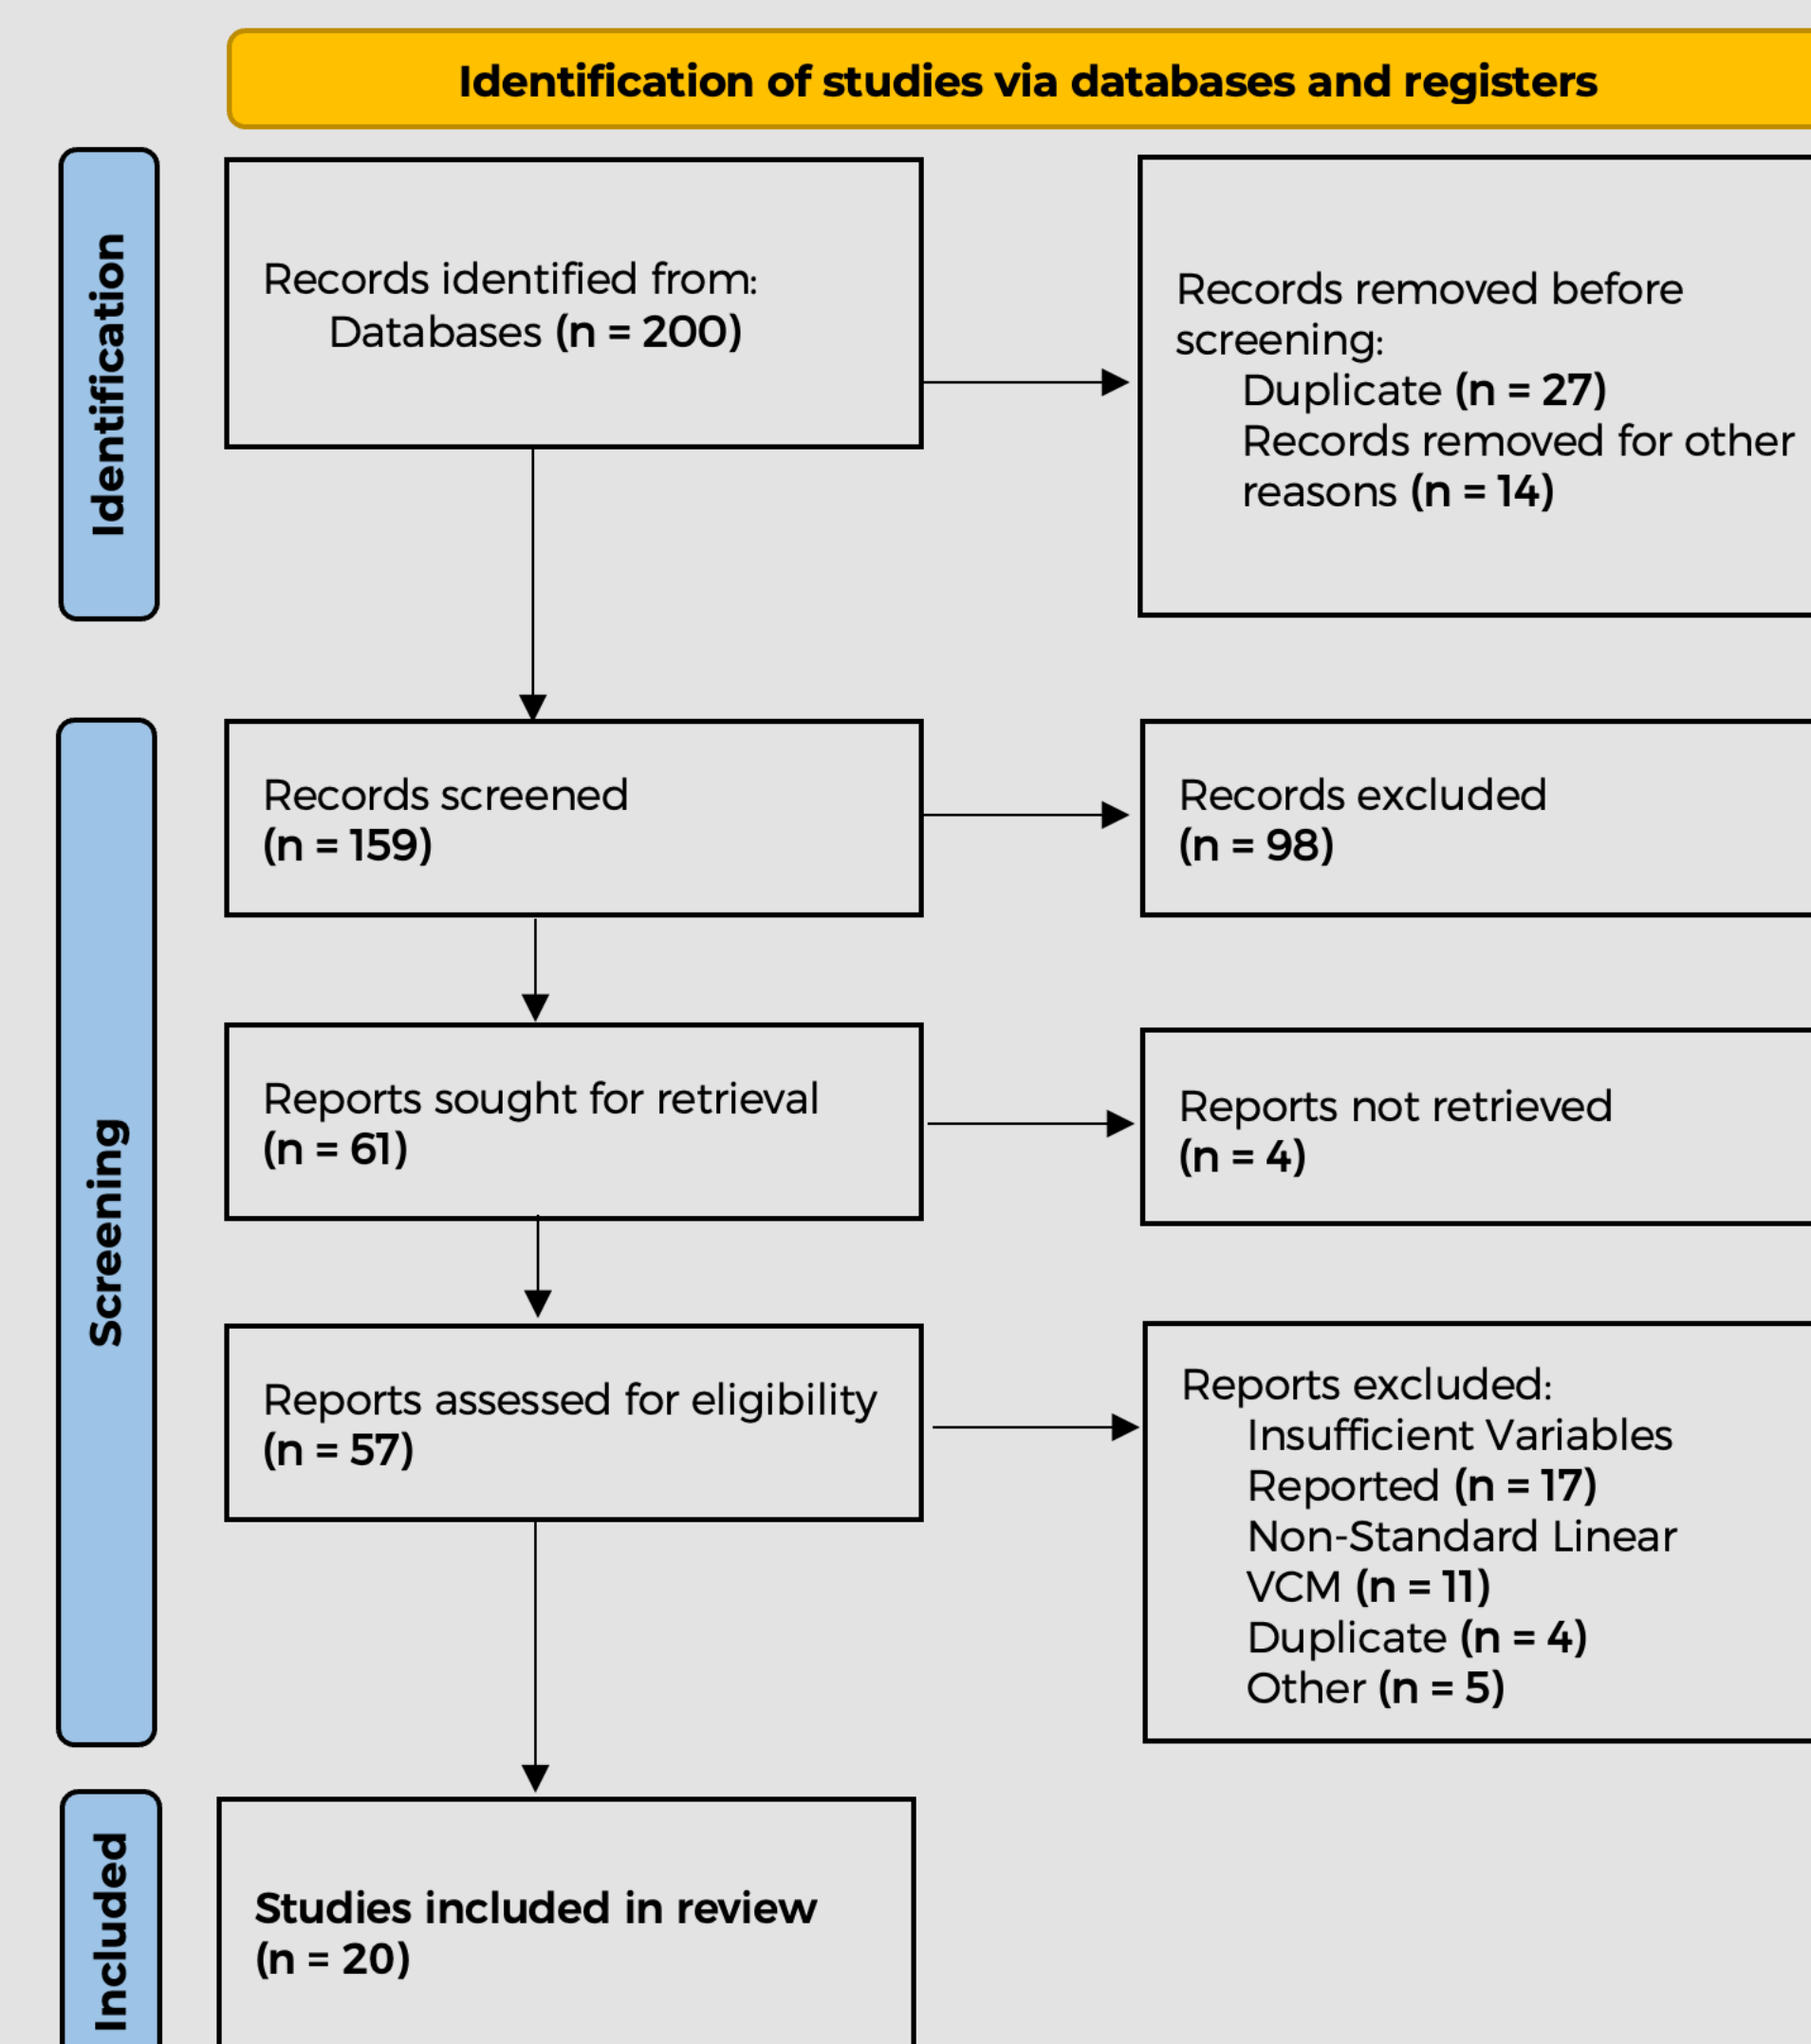 Identification of studies via databases and registers
Identification
Records identified from:
Databases (n = 200)
Records removed before
screening:
Duplicate (n = 27)
Records removed for other
reasons (n = 14)
Screening
Records screened
(n = 159)
Records excluded
(n = 98)
Reports sought for retrieval
(n = 61)
Reports not retrieved
(n = 4)
Reports assessed for eligibility
(n = 57)
Reports excluded:
Insufficient Variables
Reported (n = 17)
Non-Standard Linear
VCM (n = 11)
Duplicate (n = 4)
Other (n = 5)
Included
Studies included in review
(n = 20)